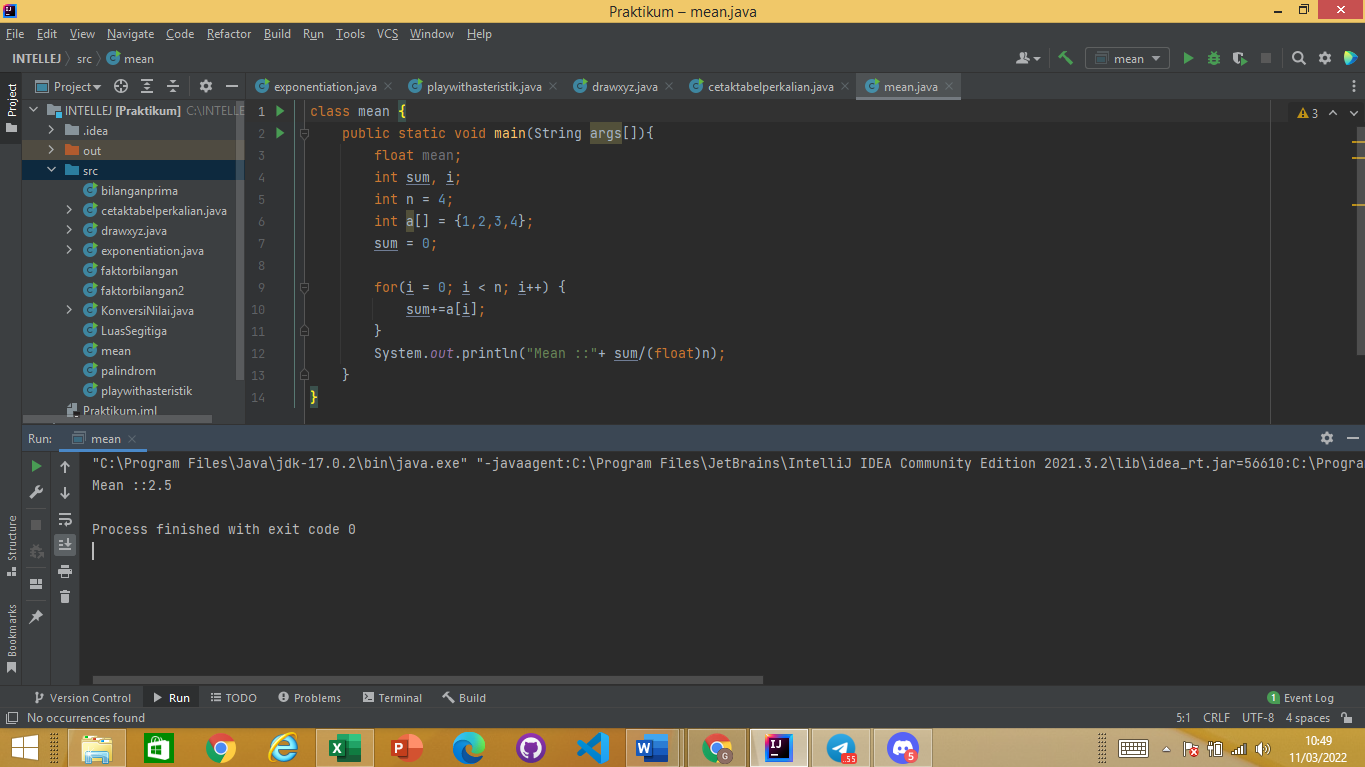 Praktikum – mean.java
File Edit View Navigate Code Refactor Build Run Tools VCS Window Help
INTELLEJ src mean
mean
Project
Project
exponentiation.java playwithasteristik.java drawxyz.java cetaktabelperkalian.java mean.java
INTELLEJ [Praktikum] C:\INTELLE
.idea
out
src
bilanganprima
cetaktabelperkalian.java
drawxyz.java
exponentiation.java
faktorbilangan
faktorbilangan2
KonversiNilai.java
LuasSegitiga
mean
palindrom
playwithasteristik
Praktikum.iml
3
1 class mean {
2 public static void main(String args[]){
3 float mean;
4 int sum, i;
5 int n = 4;
6 int a[] = {1,2,3,4};
7 sum = 0;
8
9 for(i = 0; i < n; i++) {
10 sum+=a[i];
11 }
12 System.out.println("Mean ::"+ sum/(float)n);
13 }
14 }
Run: mean
"C:\Program Files\Java\jdk-17.0.2\bin\java.exe" "-javaagent:C:\Program Files\JetBrains\IntelliJ IDEA Community Edition 2021.3.2\lib\idea_rt.jar=56610:C:\Progra
Mean ::2.5
Process finished with exit code 0
Structure
Bookmarks
Version Control Run TODO Problems Terminal Build
1 Event Log
No occurrences found
5:1 CRLF UTF-8 4 spaces
10:49
11/03/2022
IJ
X
P
W
G
IJ
55
5